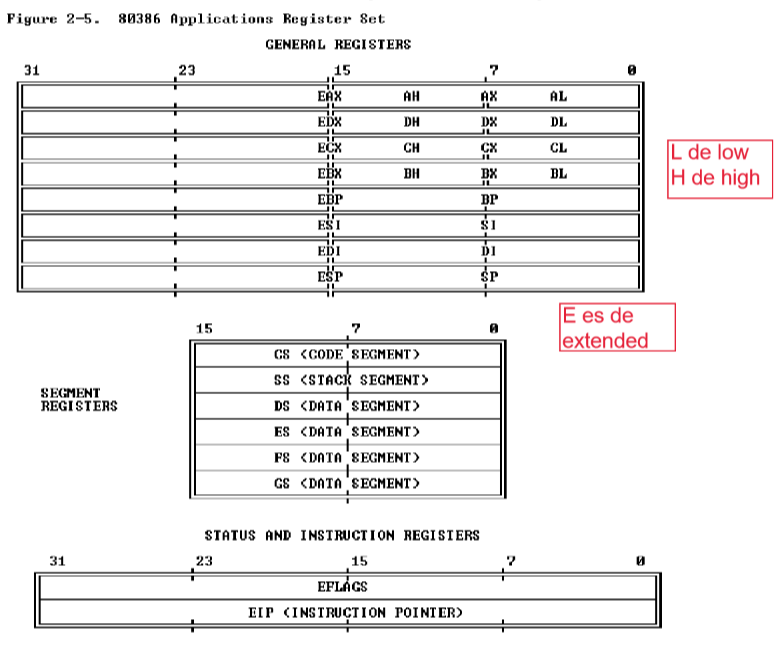 Figure 2-5. 80386 Applications Register Set
GENERAL REGISTERS
31 23 15 7 0
EAX AH AX AL
EDX DH DX DL
ECX CH CX CL
EBX BH BX BL
EBP BP
ESI SI
EDI DI
ESP SP
L de low
H de high
E es de
extended
15 7 0
CS <CODE SEGMENT>
SS <STACK SEGMENT>
SEGMENT
REGISTERS
DS <DATA SEGMENT>
ES <DATA SEGMENT>
FS <DATA SEGMENT>
GS <DATA SEGMENT>
STATUS AND INSTRUCTION REGISTERS
31 23 15 7 0
EFLAGS
EIP <INSTRUCTION POINTER>